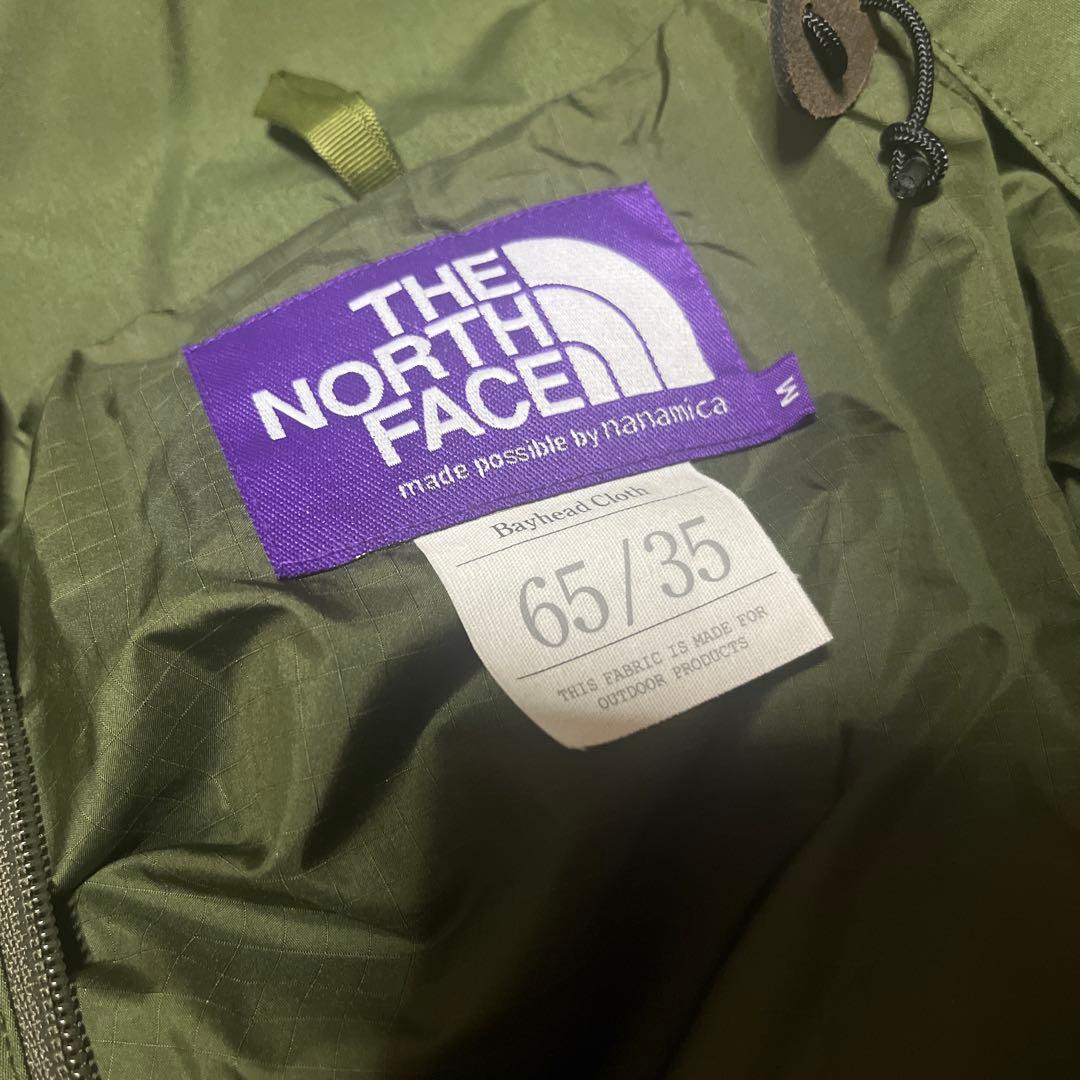 THE
NORTH
FACE
made possible by nanamica
M
Bayhead Cloth
65/35
THIS FABRIC IS MADE FOR
OUTDOOR PRODUCTS